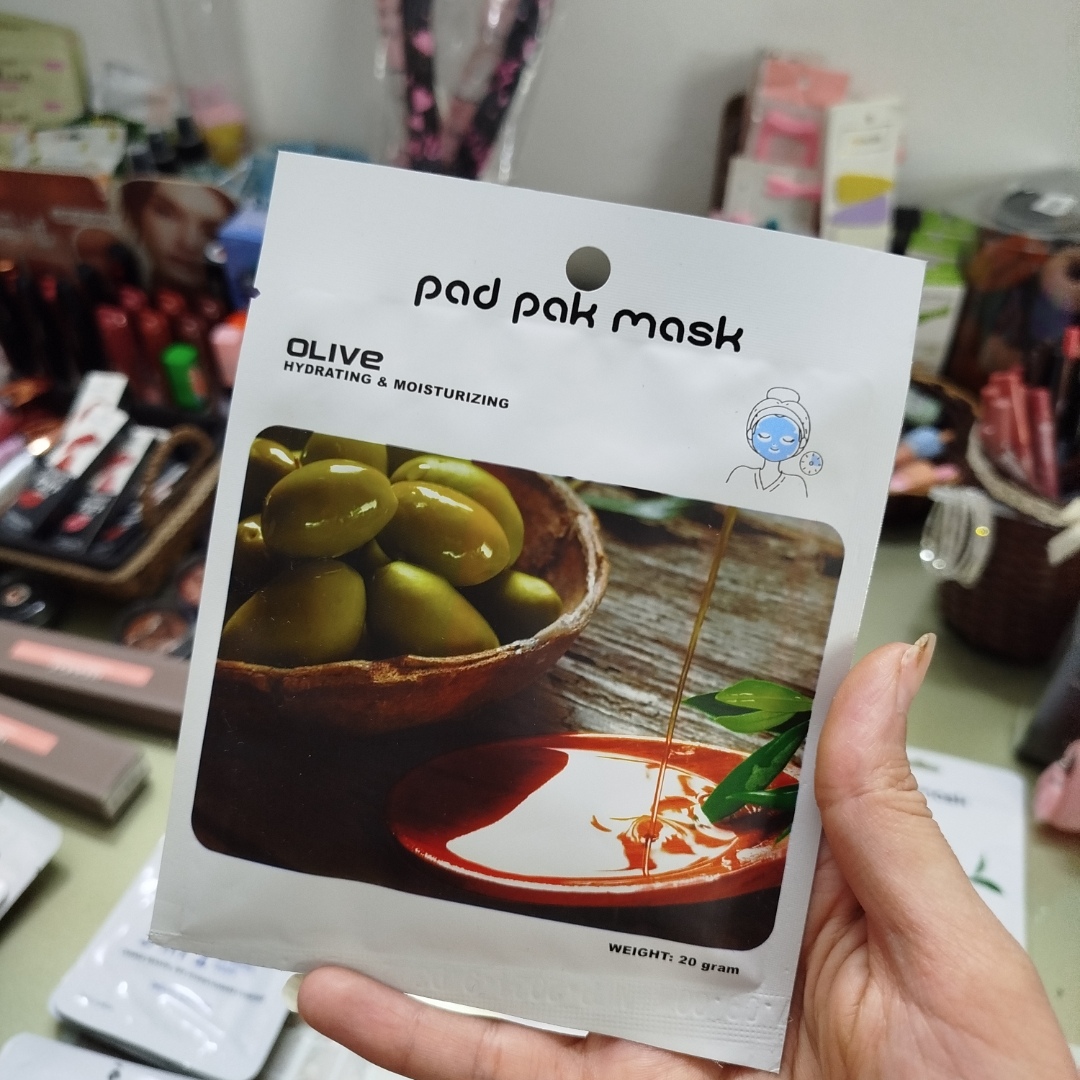 pad pak mask
OLIVE
HYDRATING & MOISTURIZING
WEIGHT: 20 gram